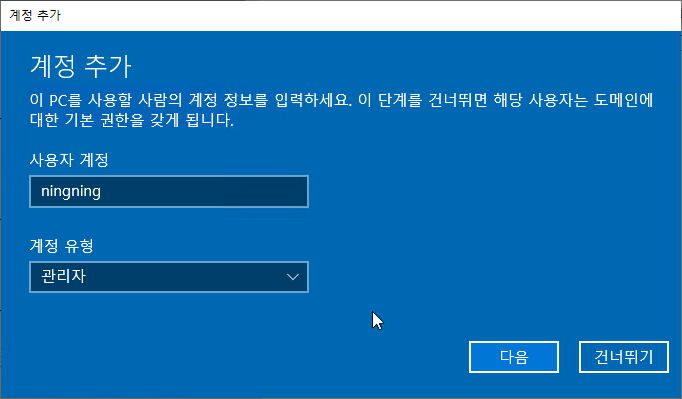 계정 추가
계정 추가
이 PC를 사용할 사람의 계정 정보를 입력하세요. 이 단계를 건너뛰면 해당 사용자는 도메인에
대한 기본 권한을 갖게 됩니다.
사용자 계정
ningning
계정 유형
관리자
다음 건너뛰기